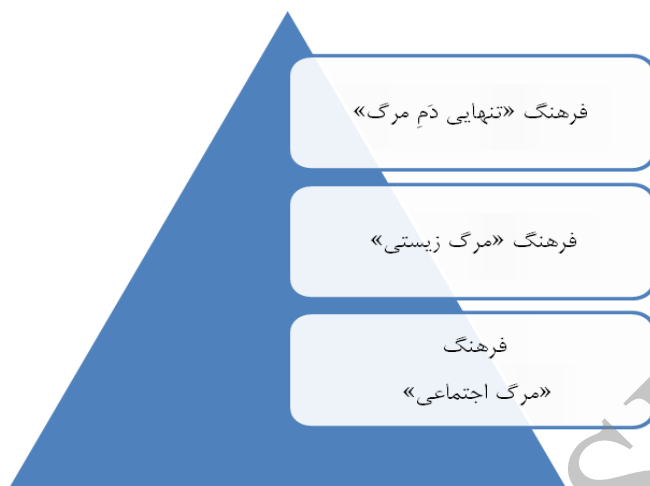 فرهنگ «تنهایی دَمِ مرگ»
فرهنگ «مرگ زیستی»
فرهنگ
«مرگ اجتماعی»